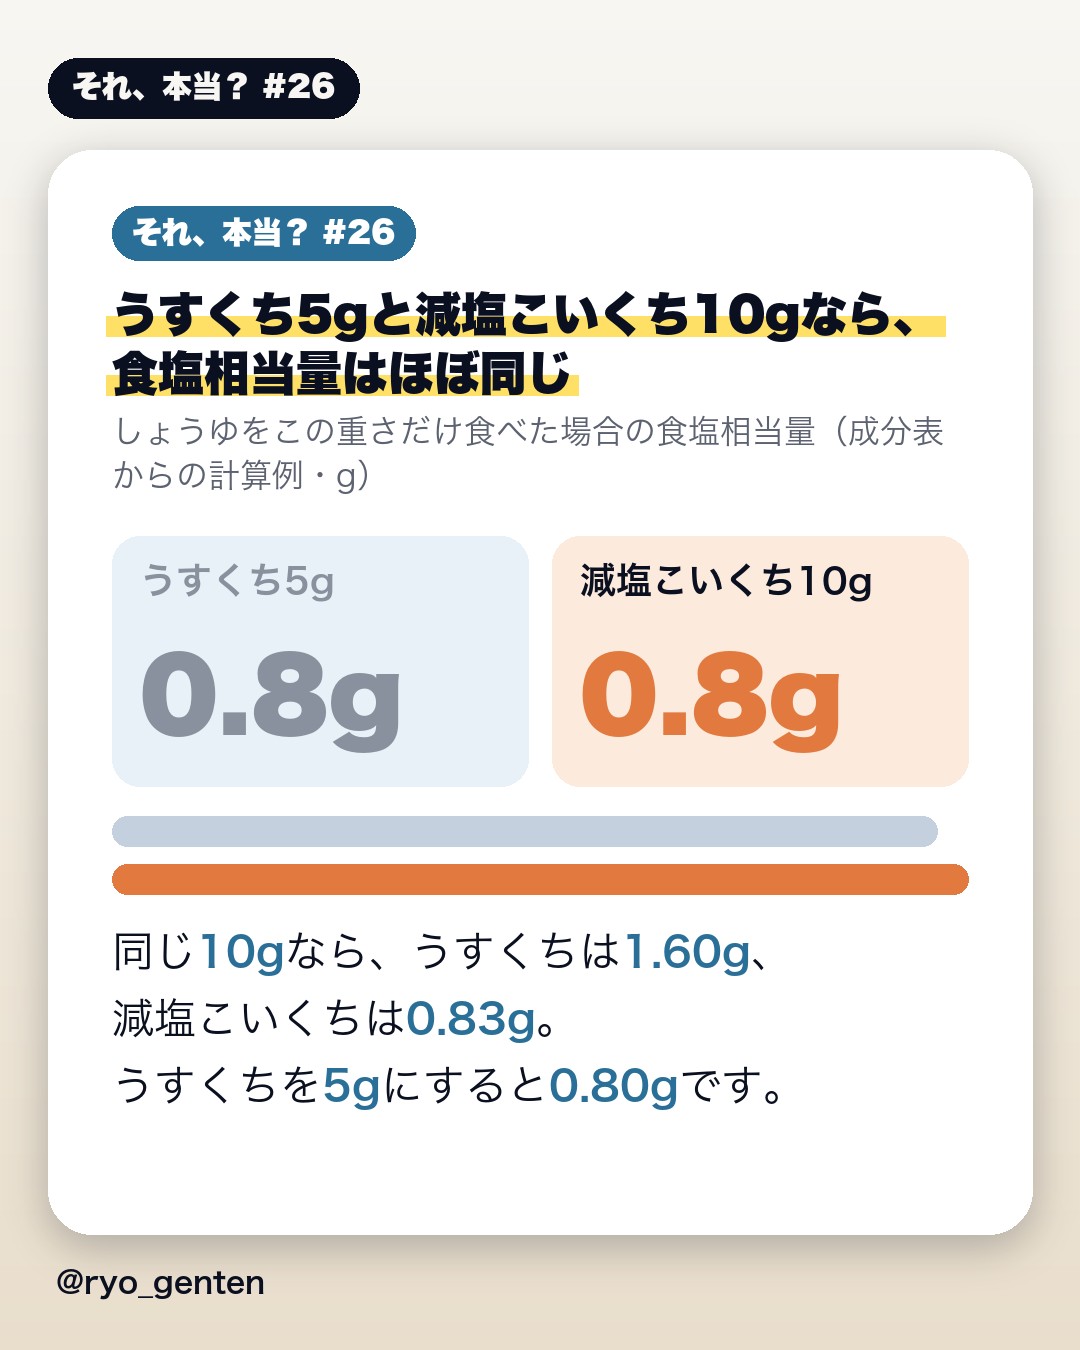 それ、本当？ #26
それ、本当？ #26
うすくち5gと減塩こいくち10gなら、
食塩相当量はほぼ同じ
しょうゆをこの重さだけ食べた場合の食塩相当量（成分表
からの計算例・g）
うすくち5g
0.8g
減塩こいくち10g
0.8g
同じ10gなら、うすくちは1.60g、
減塩こいくちは0.83g。
うすくちを5gにすると0.80gです。
@ryo_genten